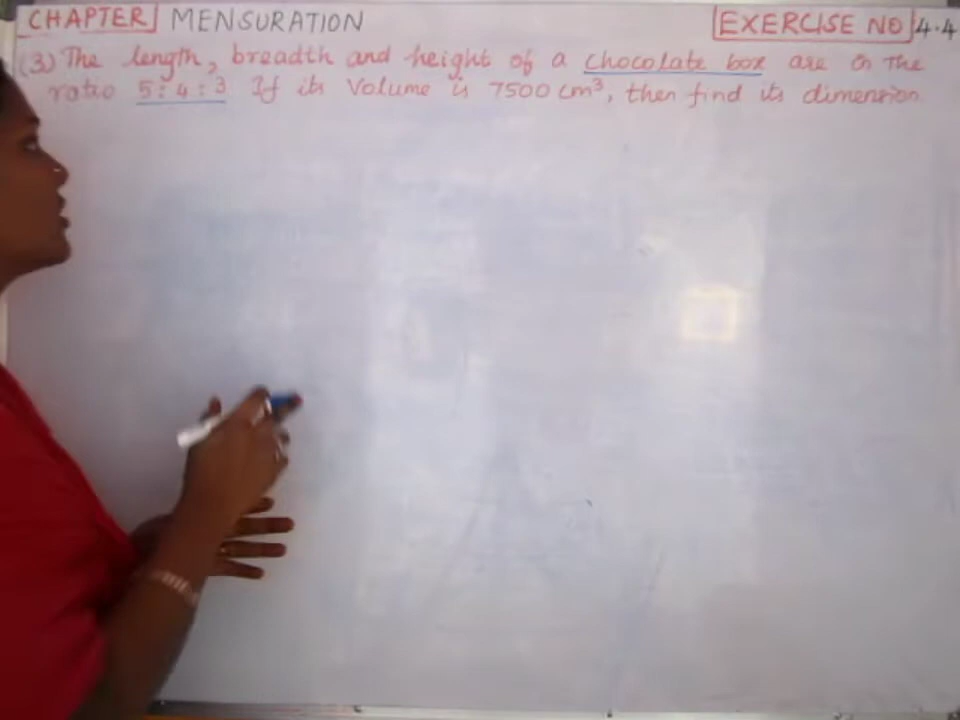 CHAPTER MENSURATION EXERCISE NO 4.4
(3) The length, breadth and height of a chocolate box are in the
ratio 5:4:3 If its volume is 7500 cm³, then find its dimension